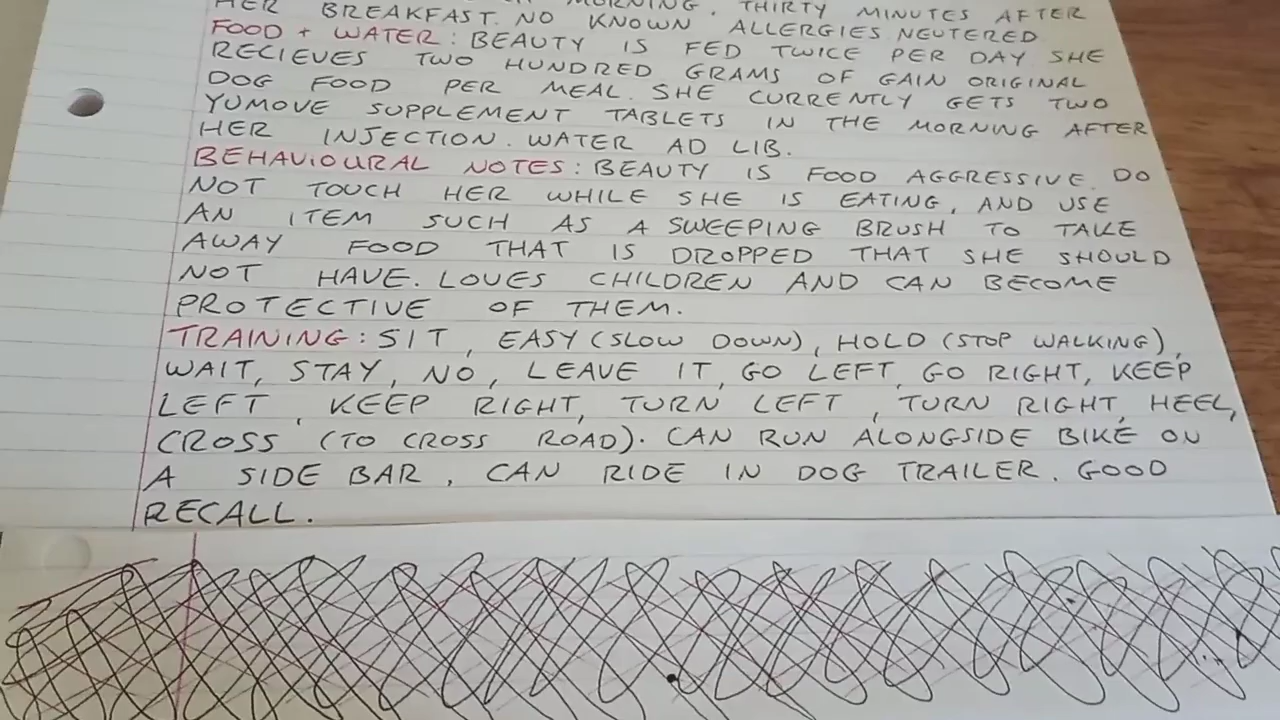 HER BREAKFAST. NO KNOWN ALLERGIES NEUTERED
MORNING. THIRTY MINUTES AFTER
FOOD + WATER: BEAUTY IS FED TWICE PER DAY SHE
RECIEVES TWO HUNDRED GRAMS OF GAIN ORIGINAL
DOG FOOD PER MEAL. SHE CURRENTLY GETS TWO
YUMOVE SUPPLEMENT TABLETS IN THE MORNING AFTER
HER INJECTION. WATER AD LIB.
BEHAVIOURAL NOTES: BEAUTY IS FOOD AGGRESSIVE. DO
NOT TOUCH HER WHILE SHE IS EATING, AND USE
AN ITEM SUCH AS A SWEEPING BRUSH TO TAKE
AWAY FOOD THAT IS DROPPED THAT SHE SHOULD
NOT HAVE. LOVES CHILDREN AND CAN BECOME
PROTECTIVE OF THEM.
TRAINING: SIT, EASY (SLOW DOWN), HOLD (STOP WALKING),
WAIT, STAY, NO, LEAVE IT, GO LEFT, GO RIGHT, KEEP
LEFT, KEEP RIGHT, TURN LEFT, TURN RIGHT, HEEL,
CROSS (TO CROSS ROAD). CAN RUN ALONGSIDE BIKE ON
A SIDE BAR, CAN RIDE IN DOG TRAILER. GOOD
RECALL.